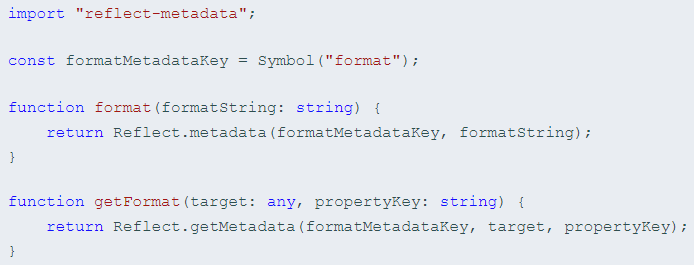 import "reflect-metadata";
const formatMetadataKey = Symbol("format");
function format(formatString: string) {
    return Reflect.metadata(formatMetadataKey, formatString);
}
function getFormat(target: any, propertyKey: string) {
    return Reflect.getMetadata(formatMetadataKey, target, propertyKey);
}